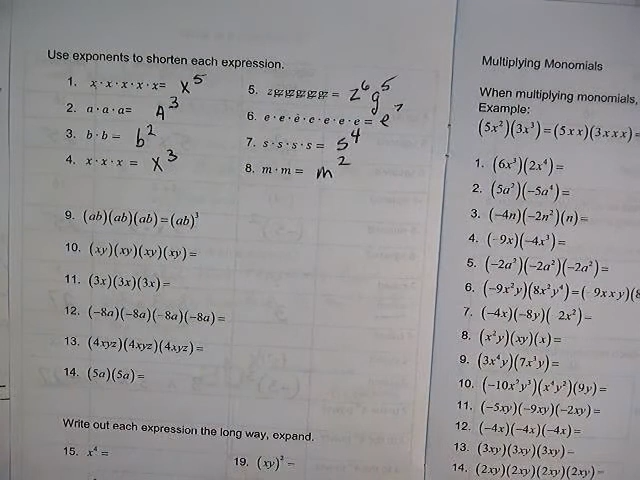 Use exponents to shorten each expression.
1. x · x · x · x · x = x⁵
2. a · a · a = A³
3. b · b = b²
4. x · x · x = x³
5. zgzgzgzgzgz = z⁶g⁵
6. e · e · e · e · e · e · e = e⁷
7. s · s · s · s = s⁴
8. m · m = m²
9. (ab)(ab)(ab) = (ab)³
10. (xy)(xy)(xy)(xy) =
11. (3x)(3x)(3x) =
12. (-8a)(-8a)(-8a)(-8a) =
13. (4xyz)(4xyz)(4xyz) =
14. (5a)(5a) =
Write out each expression the long way, expand.
15. x⁴ =
19. (xy)² =
Multiplying Monomials
When multiplying monomials,
Example:
(5x²)(3x³) = (5xx)(3xxx) =
1. (6x³)(2x⁴) =
2. (5a²)(-5a⁴) =
3. (-4n)(-2n²)(n) =
4. (-9x)(-4x³) =
5. (-2a²)(-2a²)(-2a²) =
6. (-9x²y)(8x²y⁴) = (-9xxy)(8
7. (-4x)(-8y)(2x²) =
8. (x²y)(xy)(x) =
9. (3x⁴y)(7x³y) =
10. (-10x³y³)(x⁴y²)(9y) =
11. (-5xy)(-9xy)(-2xy) =
12. (-4x)(-4x)(-4x) =
13. (3xy)(3xy)(3xy) =
14. (2xy)(2xy)(2xy)(2xy) =